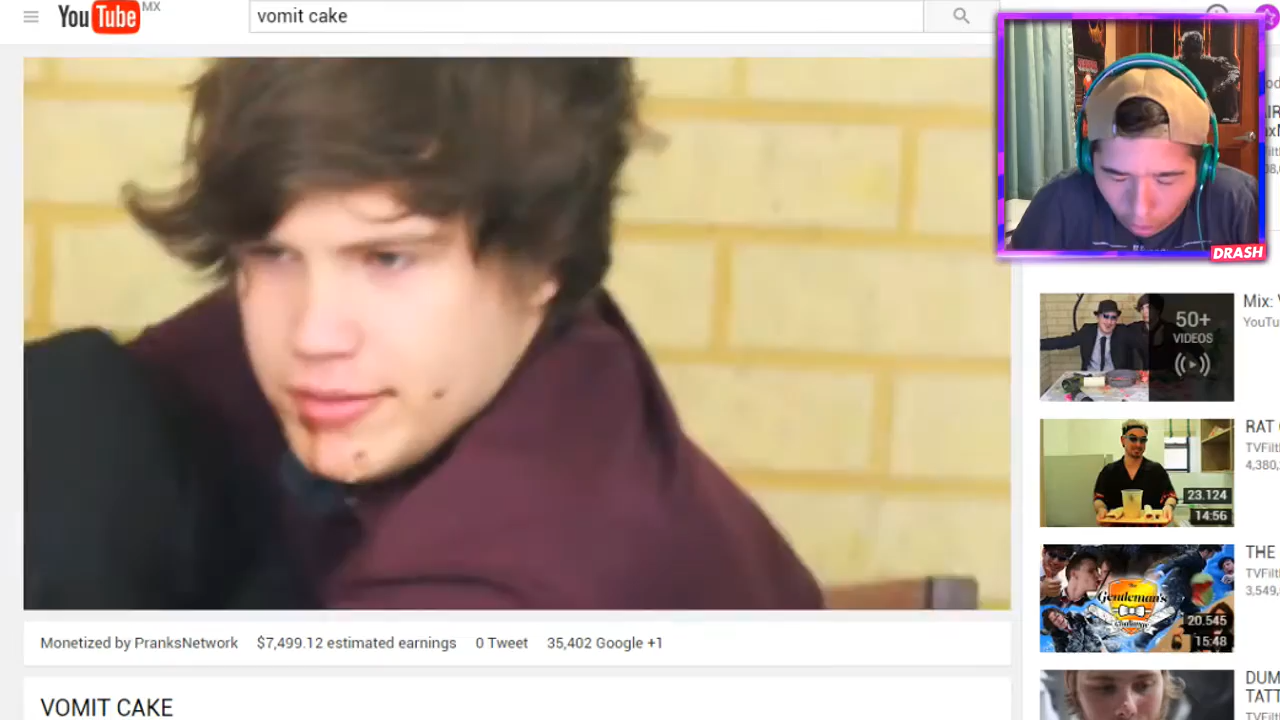 YouTube MX
vomit cake
DRASH
50+
VIDEOS
Mix:
YouTu
RAT
TVFilt
4,380,
23.124
14:56
THE
TVFilt
3,549,
The
Gentleman's
Challenge
20.545
15:48
DUM
TATT
Monetized by PranksNetwork $7,499.12 estimated earnings 0 Tweet 35,402 Google +1
VOMIT CAKE